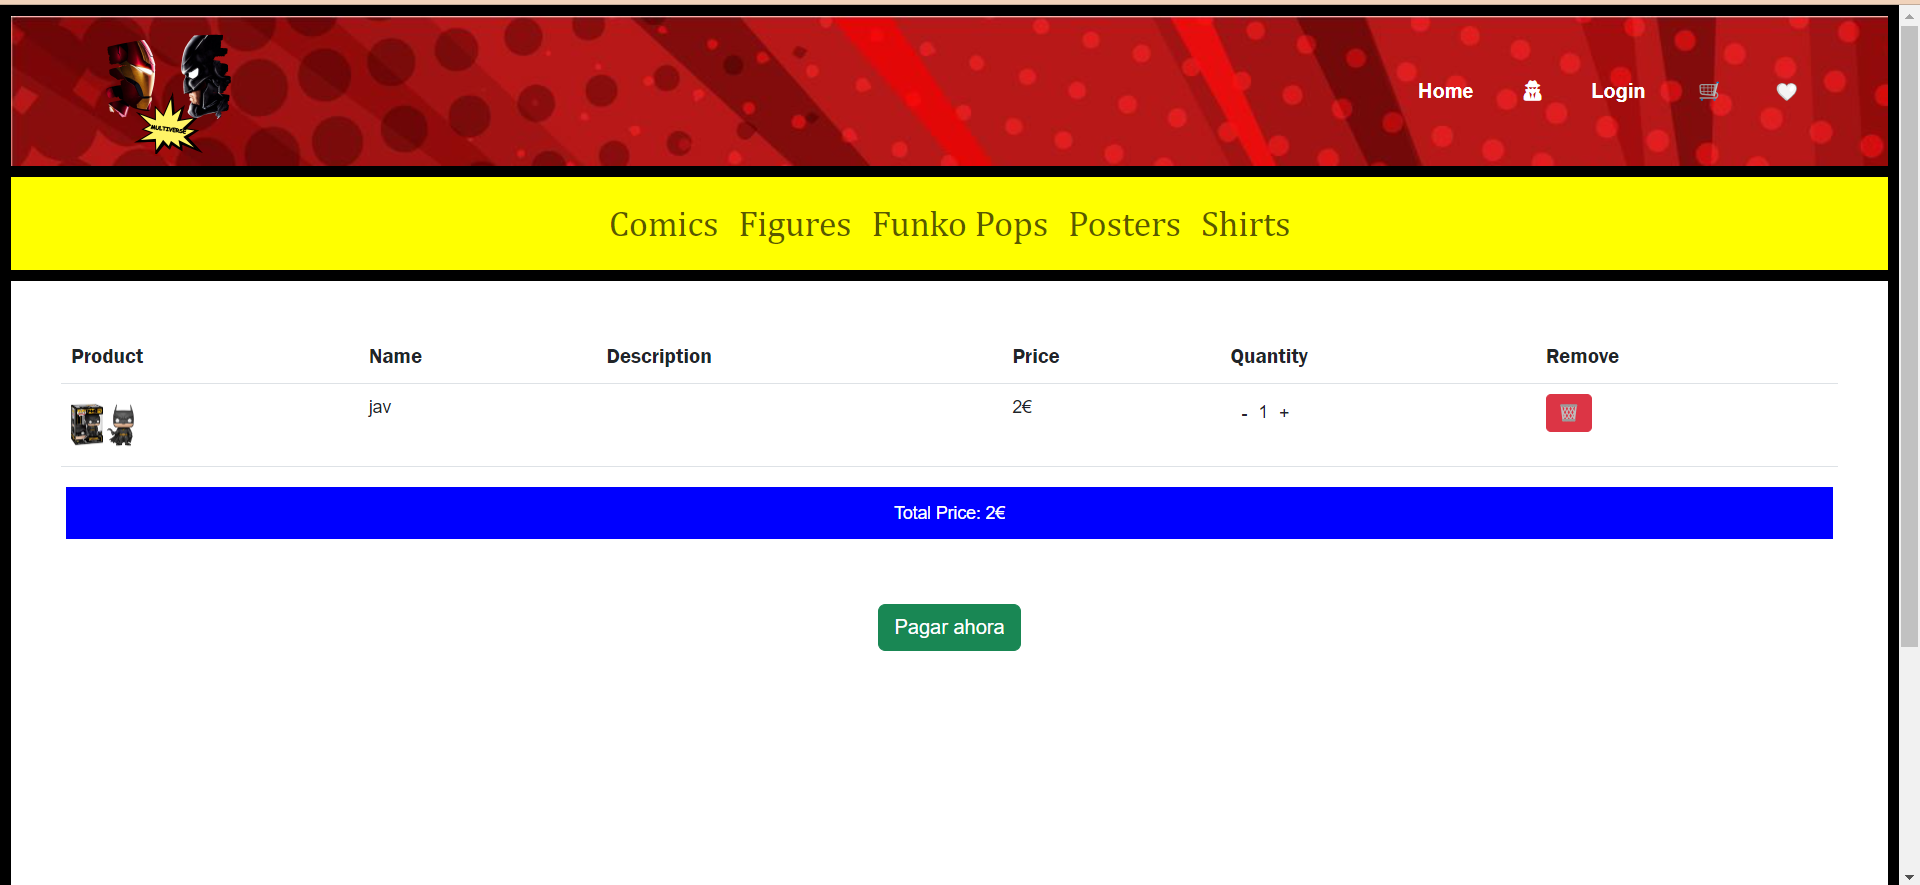 MULTIVERSE
Home Login
Comics Figures Funko Pops Posters Shirts
Product Name Description Price Quantity Remove
jav 2€ - 1 +
Total Price: 2€
Pagar ahora